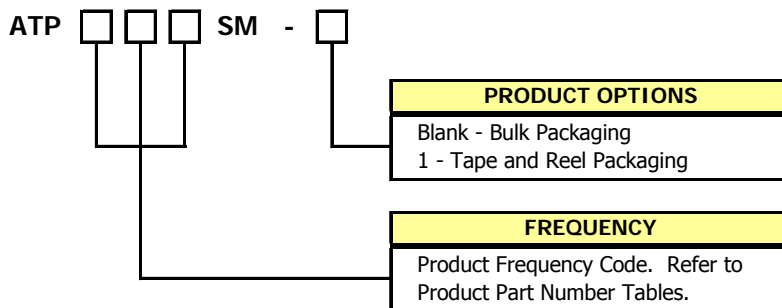 ATP □ □ □ SM - □
PRODUCT OPTIONS
Blank - Bulk Packaging
1 - Tape and Reel Packaging
FREQUENCY
Product Frequency Code. Refer to
Product Part Number Tables.